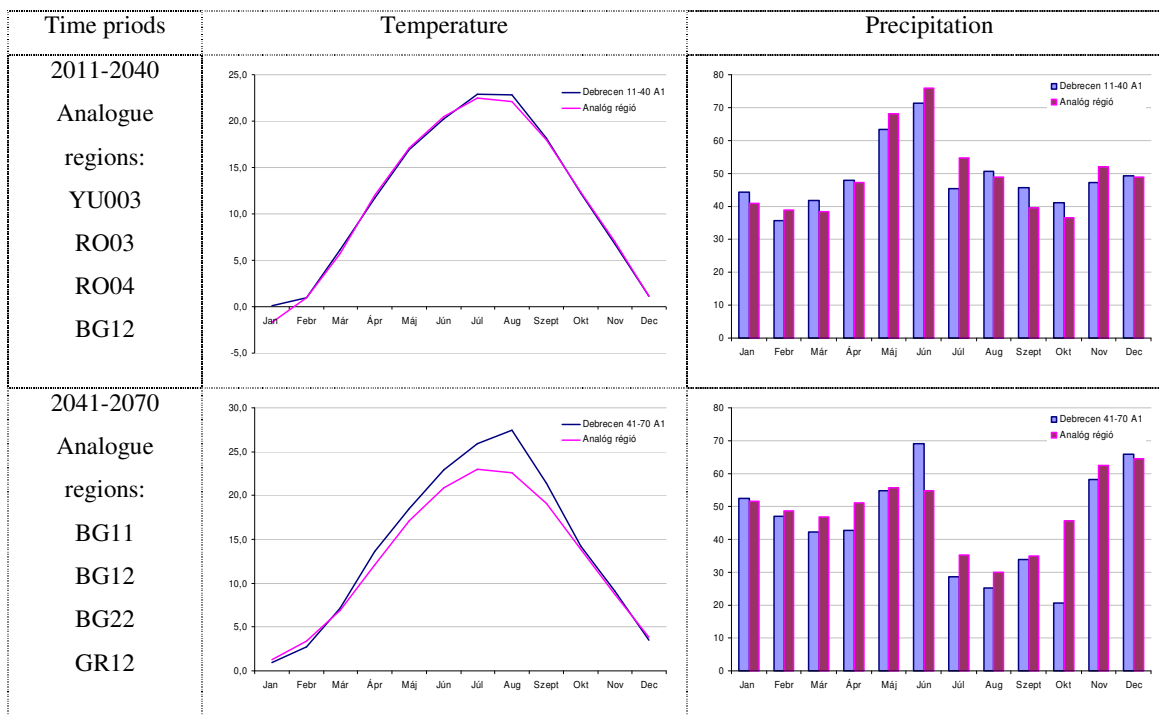 Time priods Temperature Precipitation
2011-2040
Analogue
regions:
YU003
RO03
RO04
BG12
25,0
20,0
15,0
10,0
5,0
0,0
-5,0
Jan Febr Már Ápr Máj Jún Júl Aug Szept Okt Nov Dec
Debrecen 11-40 A1
Analóg régió
80
70
60
50
40
30
20
10
0
Jan Febr Már Ápr Máj Jún Júl Aug Szept Okt Nov Dec
Debrecen 11-40 A1
Analóg régió
2041-2070
Analogue
regions:
BG11
BG12
BG22
GR12
30,0
25,0
20,0
15,0
10,0
5,0
0,0
Jan Febr Már Ápr Máj Jún Júl Aug Szept Okt Nov Dec
Debrecen 41-70 A1
Analóg régió
80
70
60
50
40
30
20
10
0
Jan Febr Már Ápr Máj Jún Júl Aug Szept Okt Nov Dec
Debrecen 41-70 A1
Analóg régió